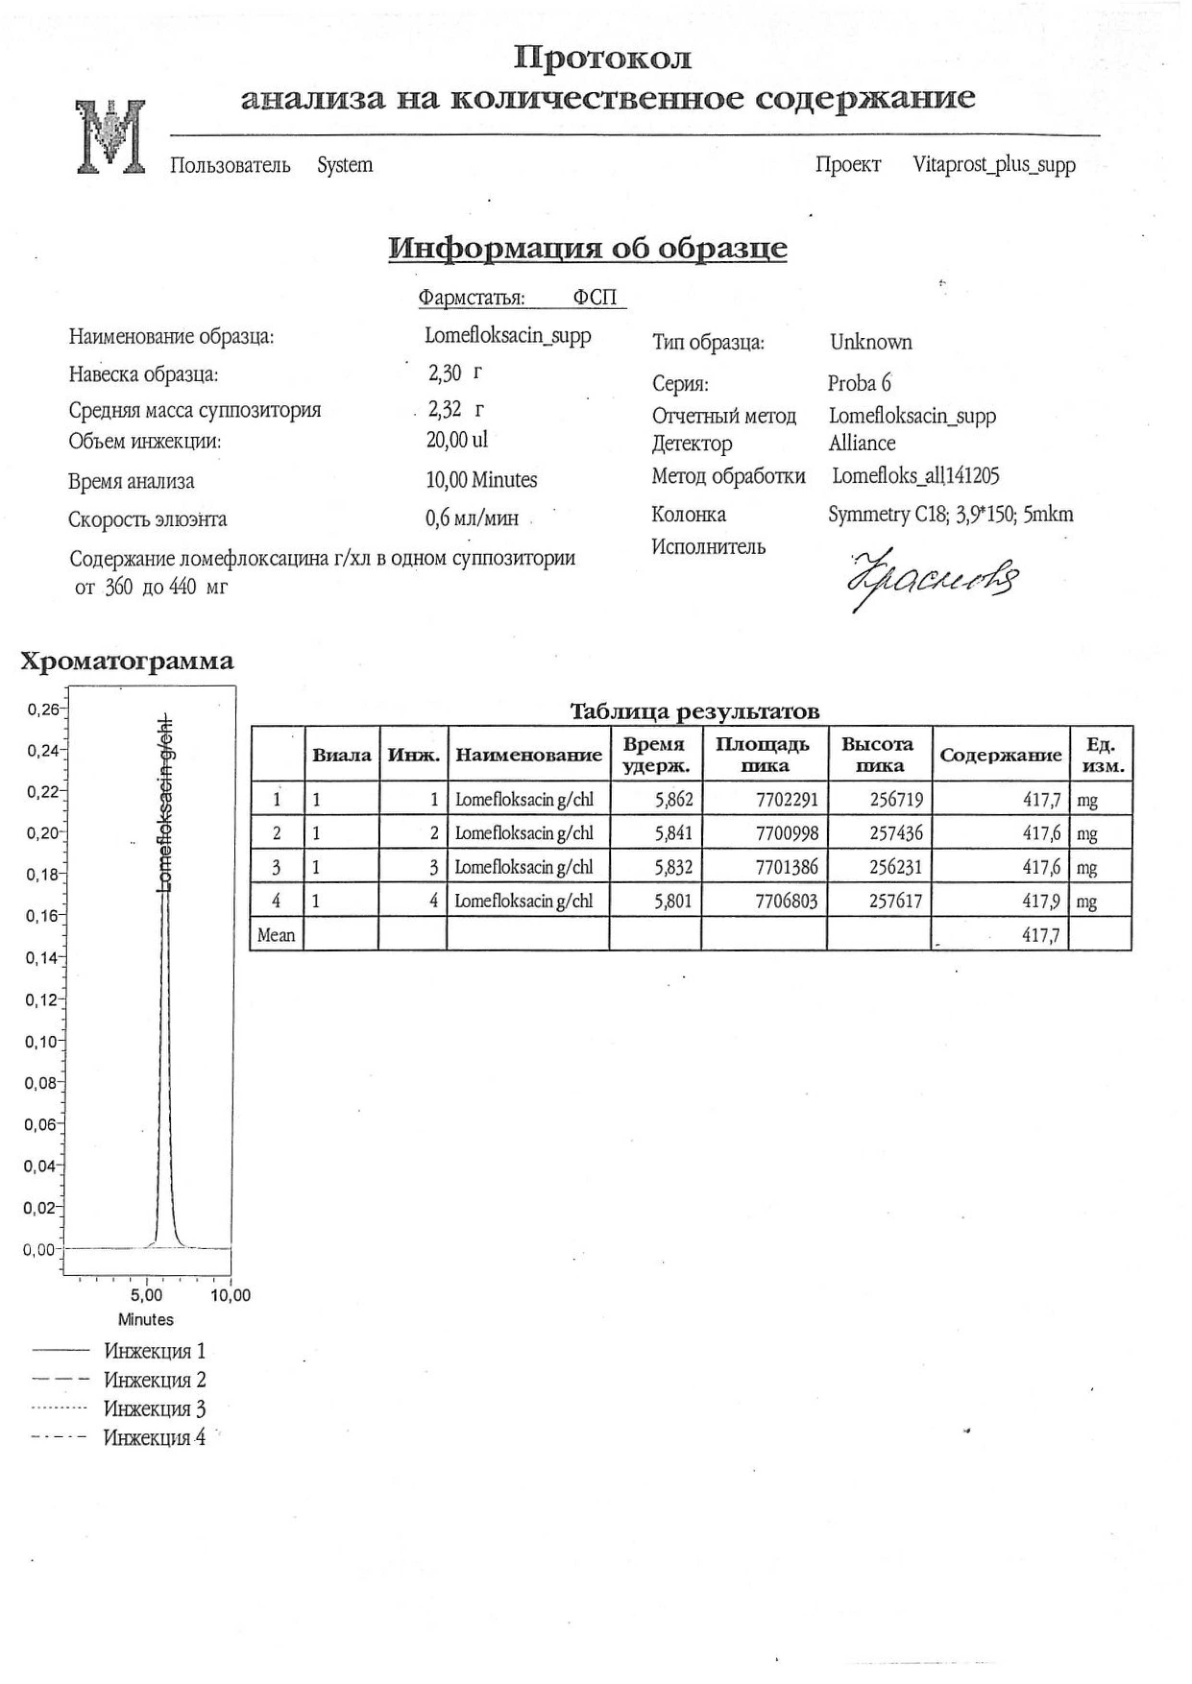 Протокол
анализа на количественное содержание
M
Пользователь System Проект Vitaprost_plus_supp
Информация об образце
Фармстатья: ФСП
Наименование образца: Lomefloksacin_supp Тип образца: Unknown
Навеска образца: 2,30 г Серия: Proba 6
Средняя масса суппозитория 2,32 г Отчетный метод Lomefloksacin_supp
Объем инжекции: 20,00 ul Детектор Alliance
Время анализа 10,00 Minutes Метод обработки Lomefloks_all141205
Скорость элюэнта 0,6 мл/мин Колонка Symmetry C18; 3,9*150; 5mkm
Содержание ломефлоксацина г/хл в одном суппозитории Исполнитель
от 360 до 440 мг
Хроматограмма
Таблица результатов
Виала Инж. Наименование Время удерж. Площадь пика Высота пика Содержание Ед. изм.
1 1 1 Lomefloksacin g/chl 5,862 7702291 256719 417,7 mg
2 1 2 Lomefloksacin g/chl 5,841 7700998 257436 417,6 mg
3 1 3 Lomefloksacin g/chl 5,832 7701386 256231 417,6 mg
4 1 4 Lomefloksacin g/chl 5,801 7706803 257617 417,9 mg
Mean 417,7
Lomefloksacin g/chl
0,26
0,24
0,22
0,20
0,18
0,16
0,14
0,12
0,10
0,08
0,06
0,04
0,02
0,00
5,00 10,00
Minutes
Инжекция 1
Инжекция 2
Инжекция 3
Инжекция 4